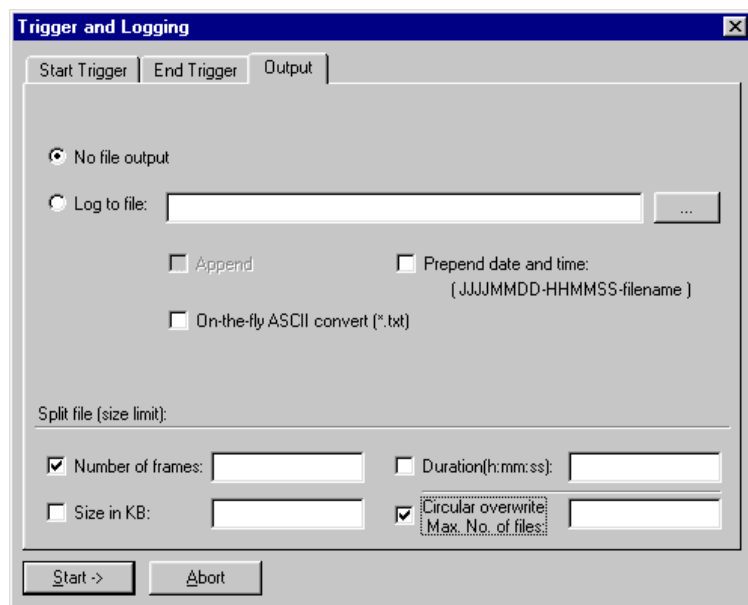 Trigger and Logging
Start Trigger
End Trigger
Output
No file output
Log to file:
...
Append
Prepend date and time:
( JJJJMMDD-HHMMSS-filename )
On-the-fly ASCII convert (*.txt)
Split file (size limit):
Number of frames:
Duration(h:mm:ss):
Size in KB:
Circular overwrite
Max. No. of files:
Start ->
Abort